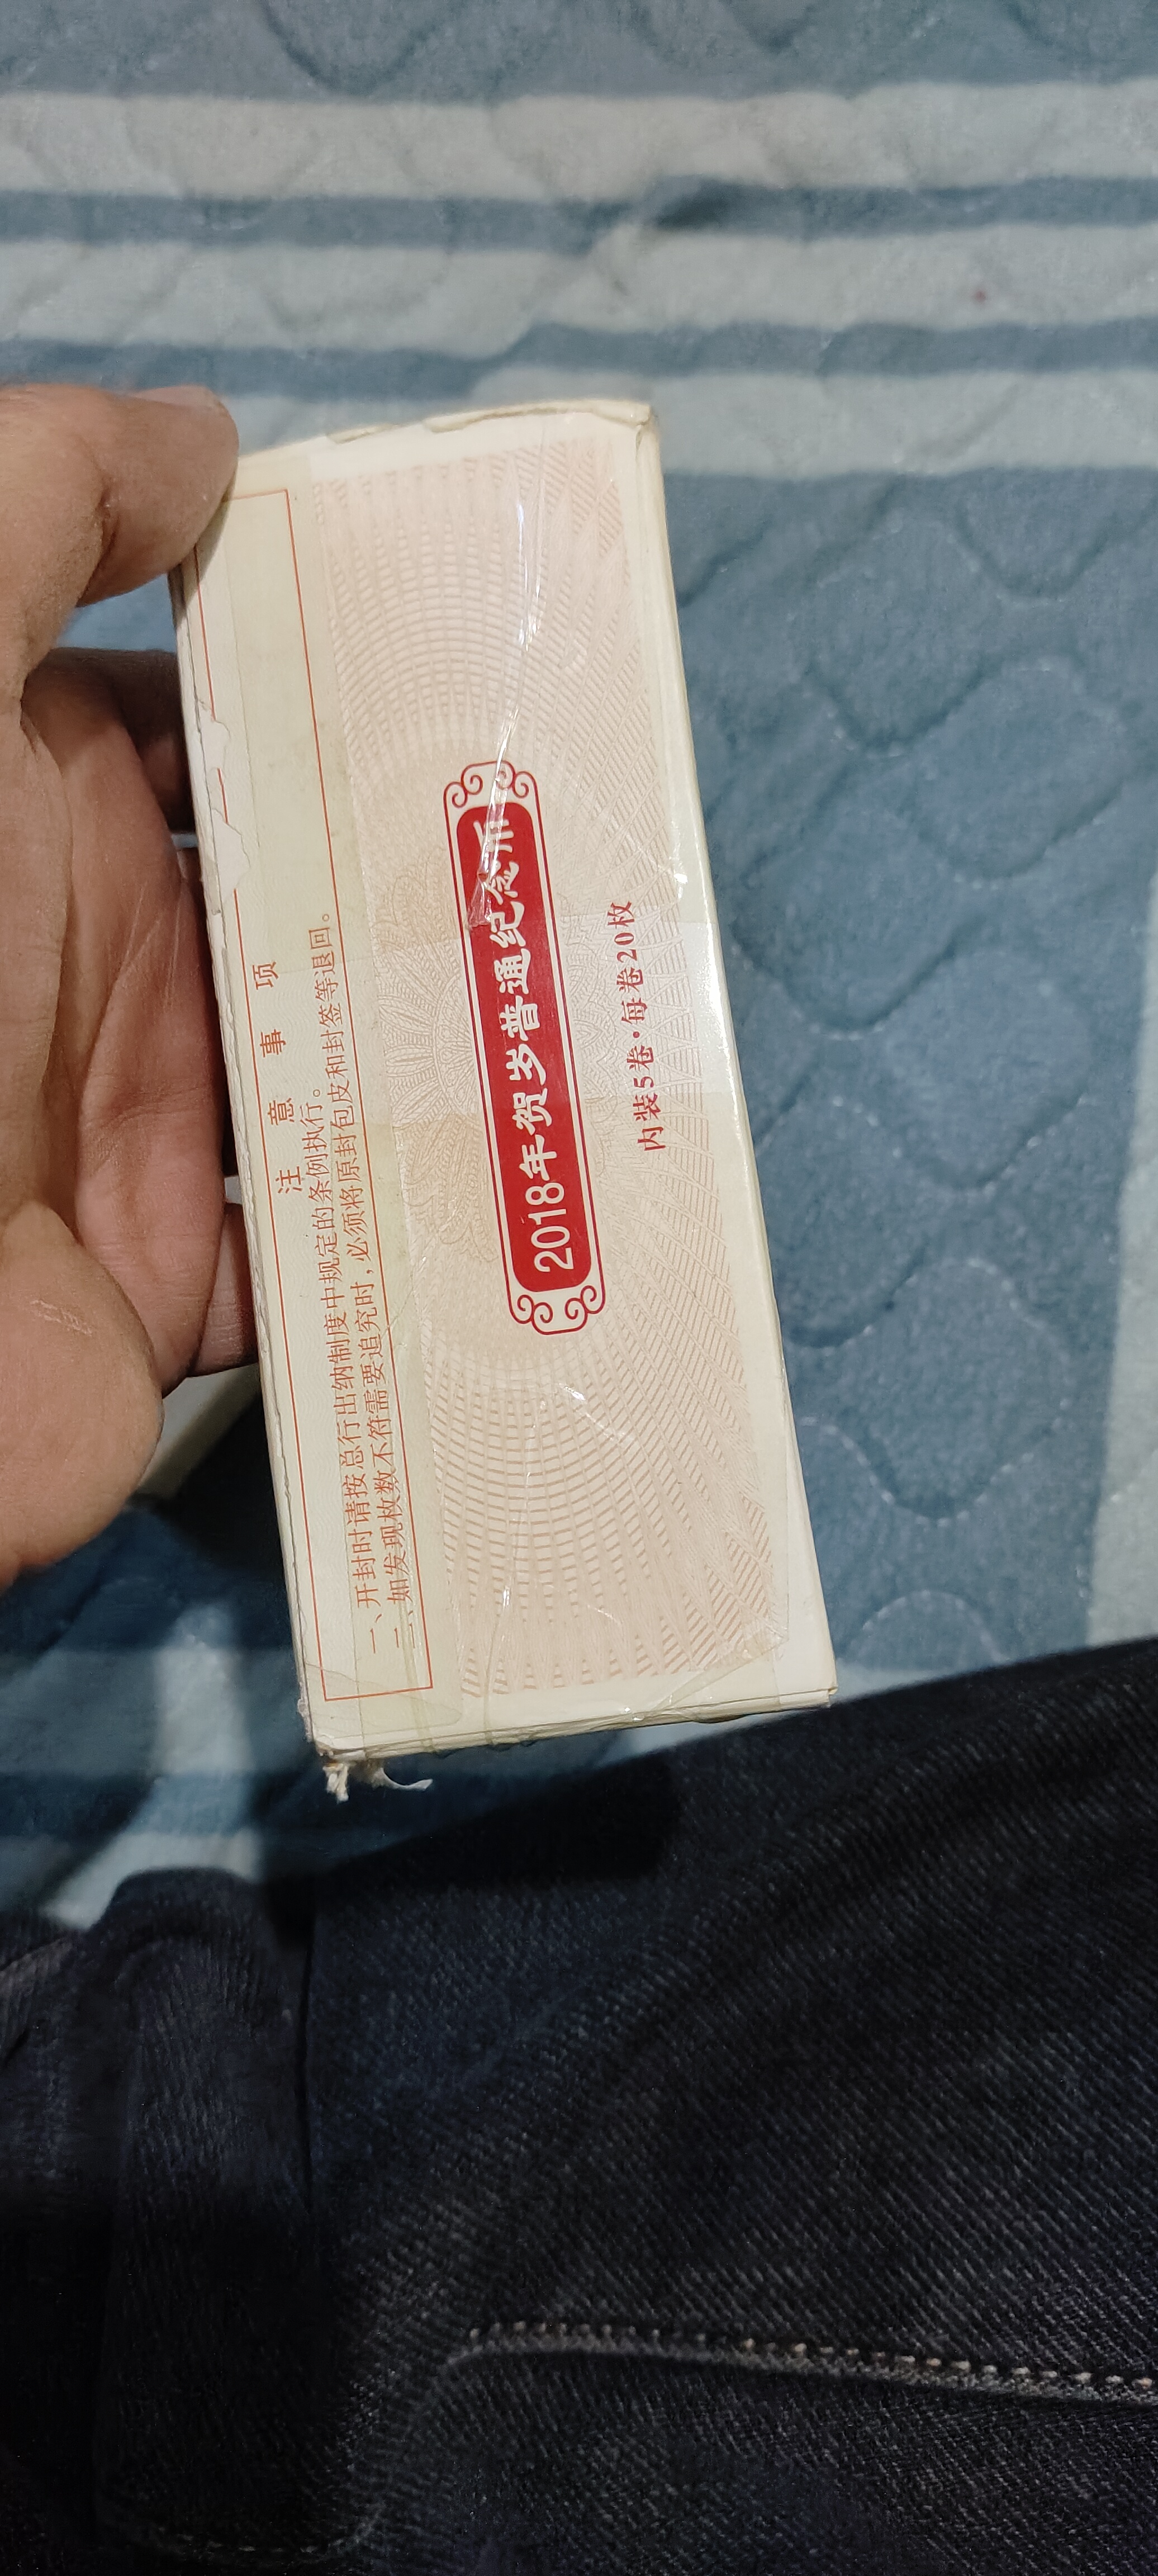 注意事项
一、开封时请按总行出纳制度中规定的条例执行。
二、如发现枚数不符需要追究时，必须将原封包皮和封签等退回。
2018年贺岁普通纪念币
内装5卷·每卷20枚